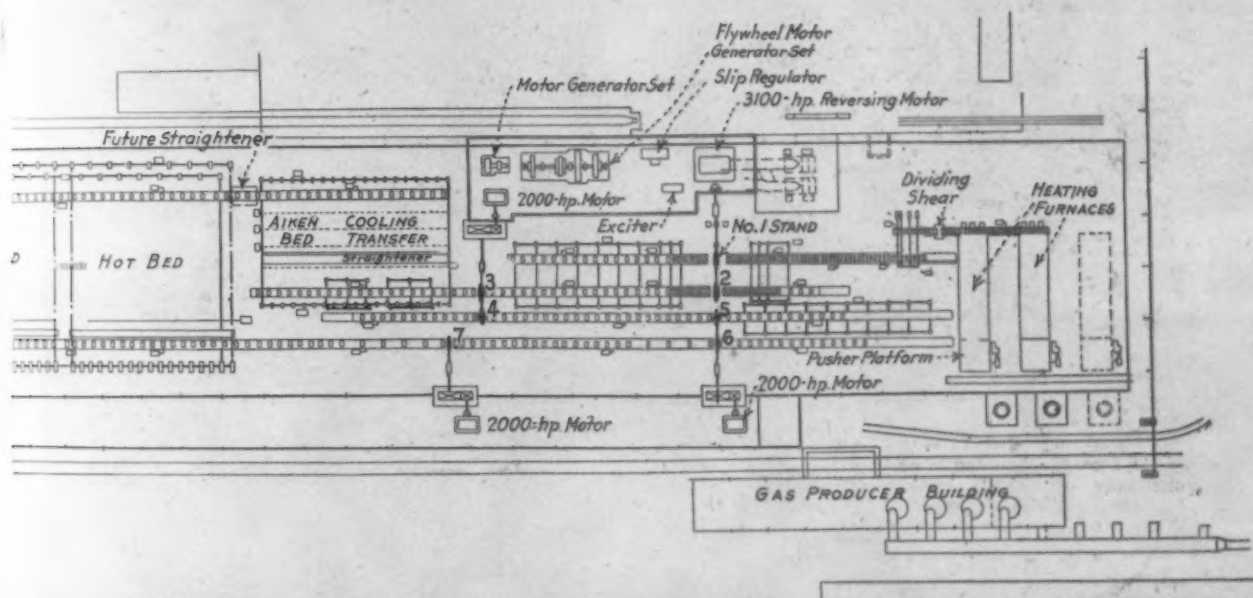 Flywheel Motor
Generator Set
Motor Generator Set
Slip Regulator
3100-hp. Reversing Motor
Future Straightener
2000-hp. Motor
Dividing
Shear
HEATING
FURNACES
AIKEN COOLING
BED TRANSFER
Straightener
Exciter
No. 1 STAND
D
HOT BED
3
2
4
5
7
6
Pusher Platform
2000-hp. Motor
2000-hp. Motor
GAS PRODUCER BUILDING